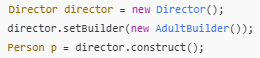 Director director = new Director();
director.setBuilder(new AdultBuilder());
Person p = director.construct();